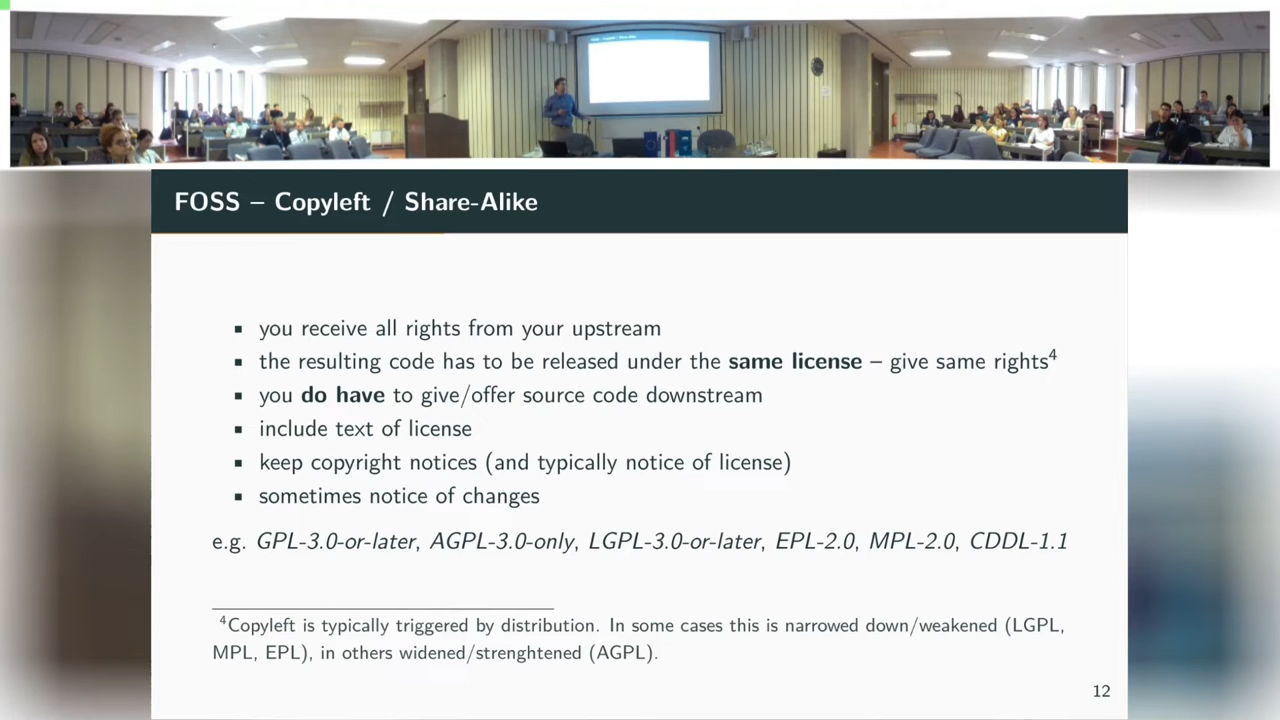 FOSS – Copyleft / Share-Alike
▪ you receive all rights from your upstream
▪ the resulting code has to be released under the same license – give same rights⁴
▪ you do have to give/offer source code downstream
▪ include text of license
▪ keep copyright notices (and typically notice of license)
▪ sometimes notice of changes
e.g. GPL-3.0-or-later, AGPL-3.0-only, LGPL-3.0-or-later, EPL-2.0, MPL-2.0, CDDL-1.1
⁴Copyleft is typically triggered by distribution. In some cases this is narrowed down/weakened (LGPL,
MPL, EPL), in others widened/strenghtened (AGPL).
12